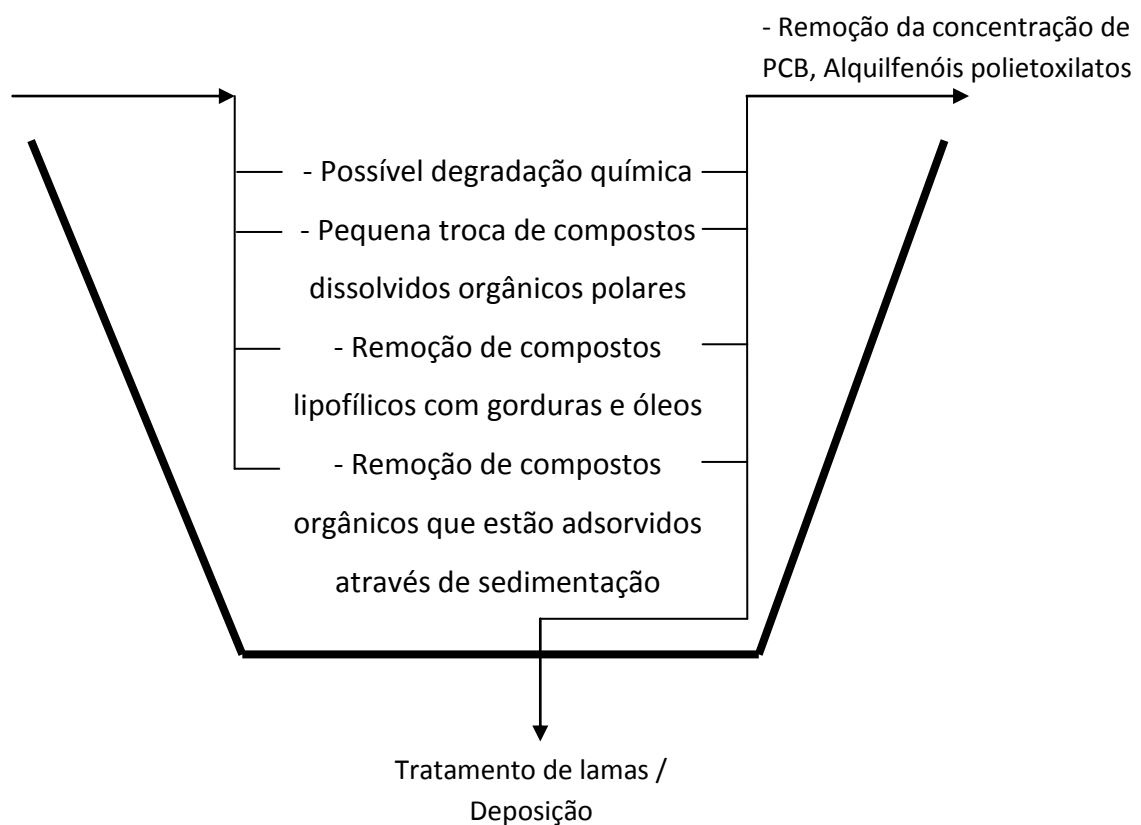 - Remoção da concentração de
PCB, Alquilfenóis polietoxilatos
- Possível degradação química
- Pequena troca de compostos
dissolvidos orgânicos polares
- Remoção de compostos
lipofílicos com gorduras e óleos
- Remoção de compostos
orgânicos que estão adsorvidos
através de sedimentação
Tratamento de lamas /
Deposição